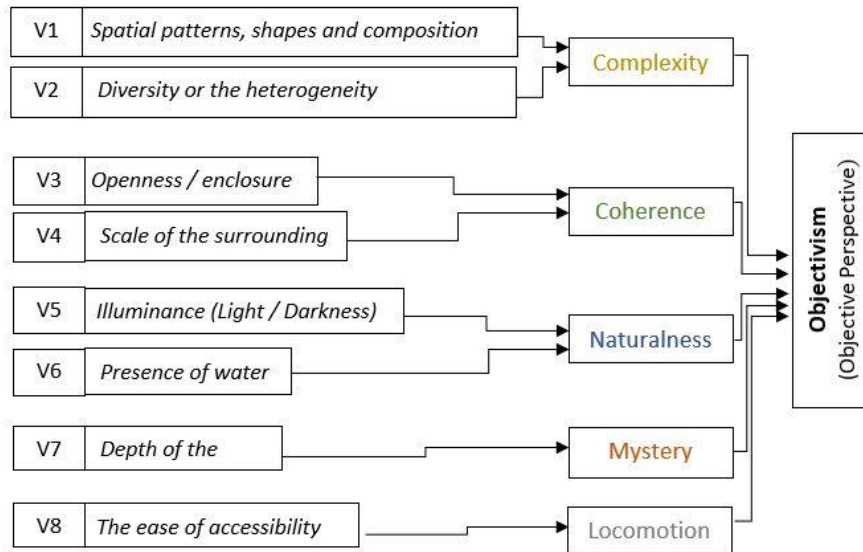 V1 Spatial patterns, shapes and composition
V2 Diversity or the heterogeneity
Complexity
V3 Openness / enclosure
V4 Scale of the surrounding
Coherence
V5 Illuminance (Light / Darkness)
V6 Presence of water
Naturalness
V7 Depth of the
Mystery
V8 The ease of accessibility
Locomotion
Objectivism
(Objective Perspective)